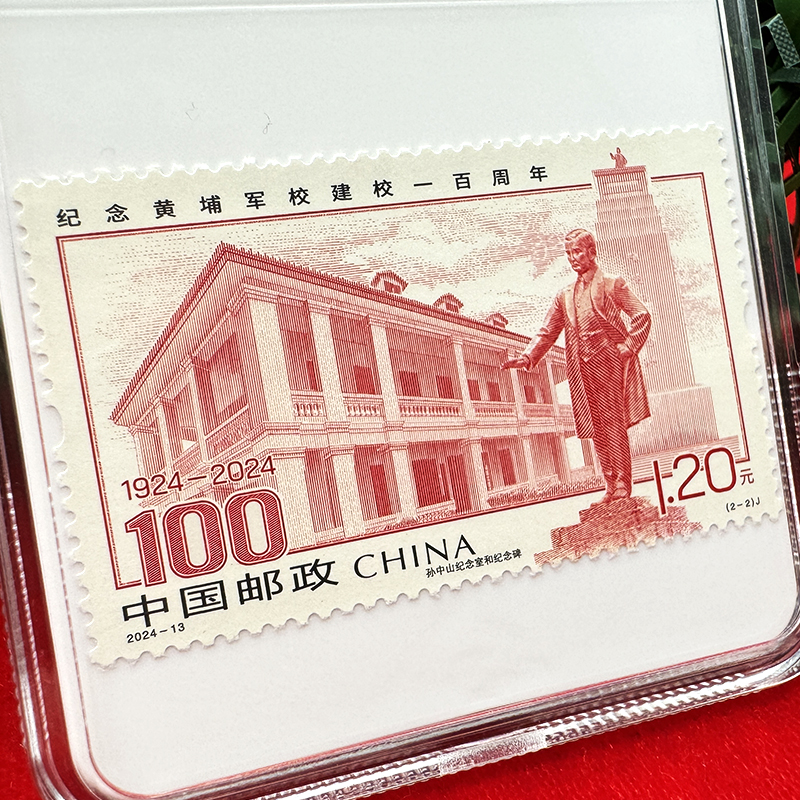 纪念黄埔军校建校一百周年
1924-2024
100
1.20元
(2-2)J
中国邮政 CHINA
孙中山纪念室和纪念碑
2024-13